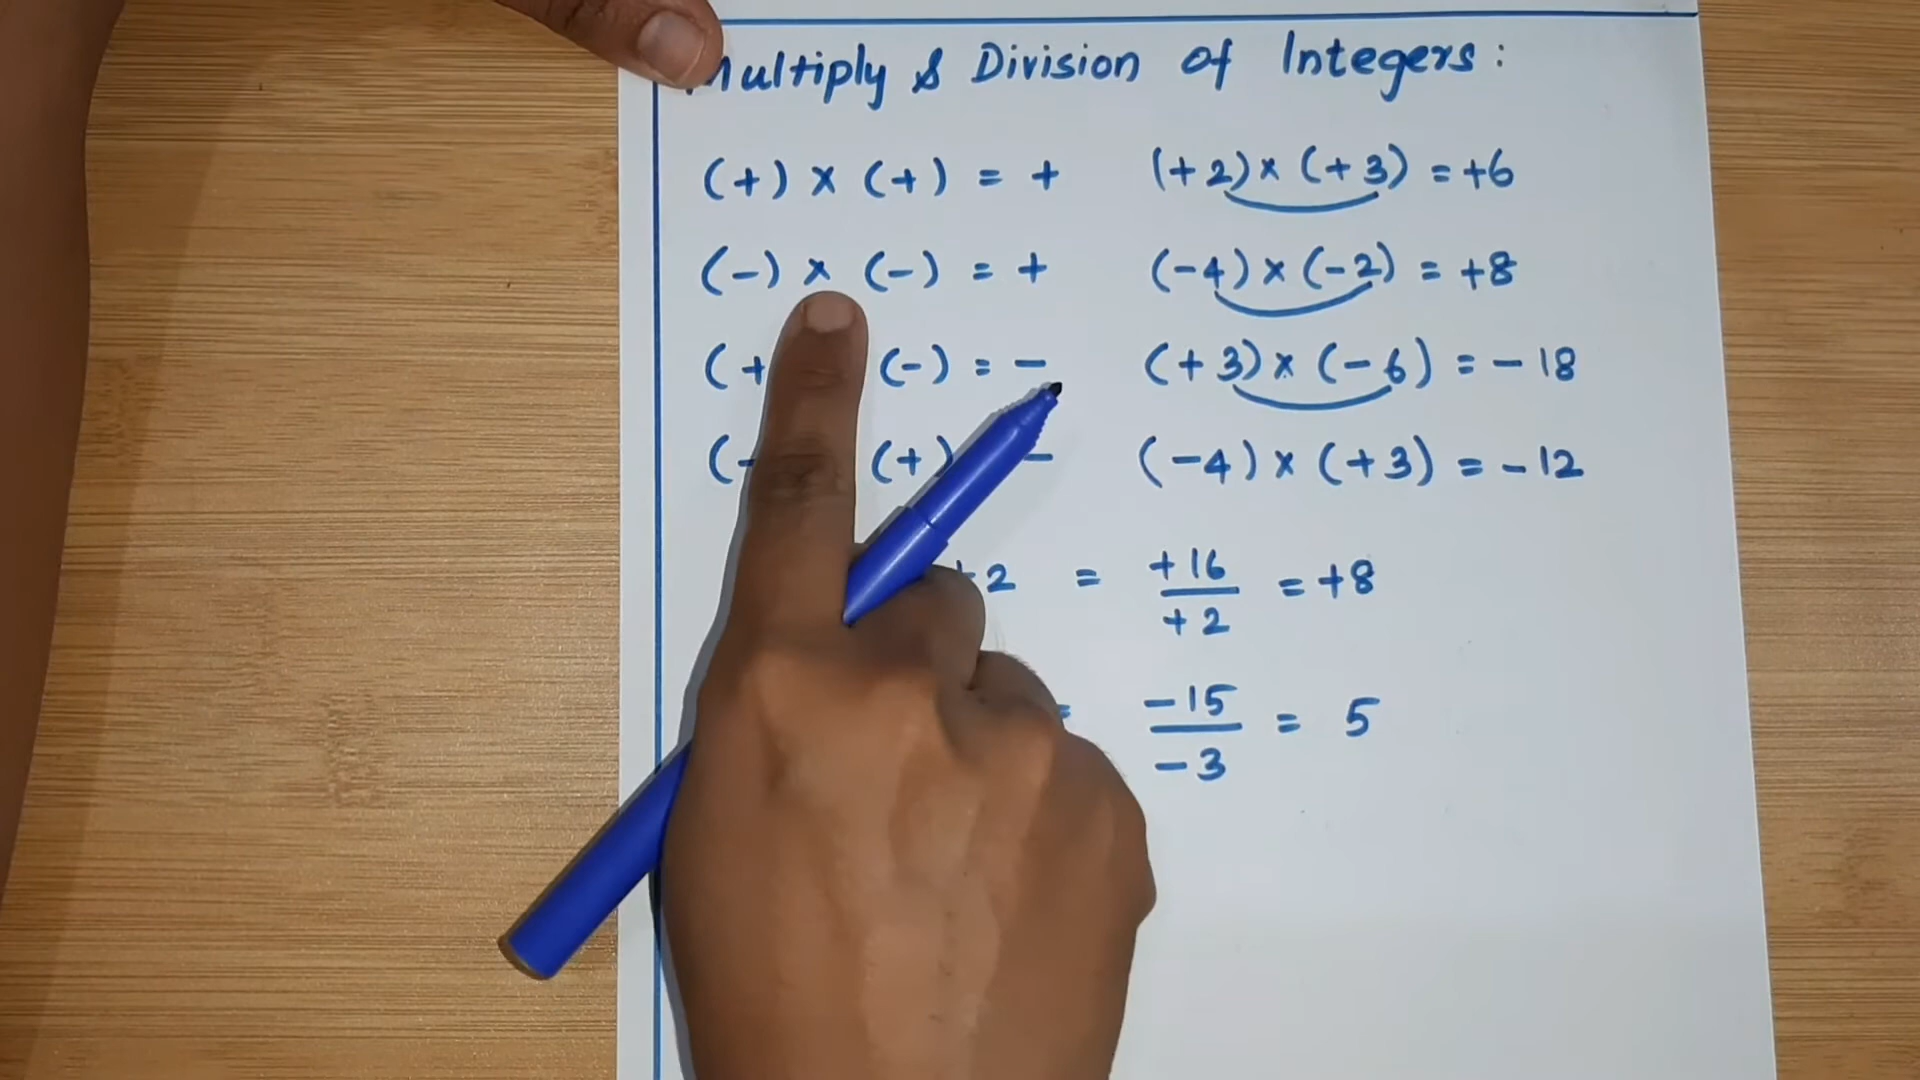 Multiply & Division of Integers:
(+) × (+) = + (+2) × (+3) = +6
(-) × (-) = + (-4) × (-2) = +8
(+ (-) = - (+3) × (-6) = -18
(- (+) - (-4) × (+3) = -12
+2 = +16/+2 = +8
= -15/-3 = 5